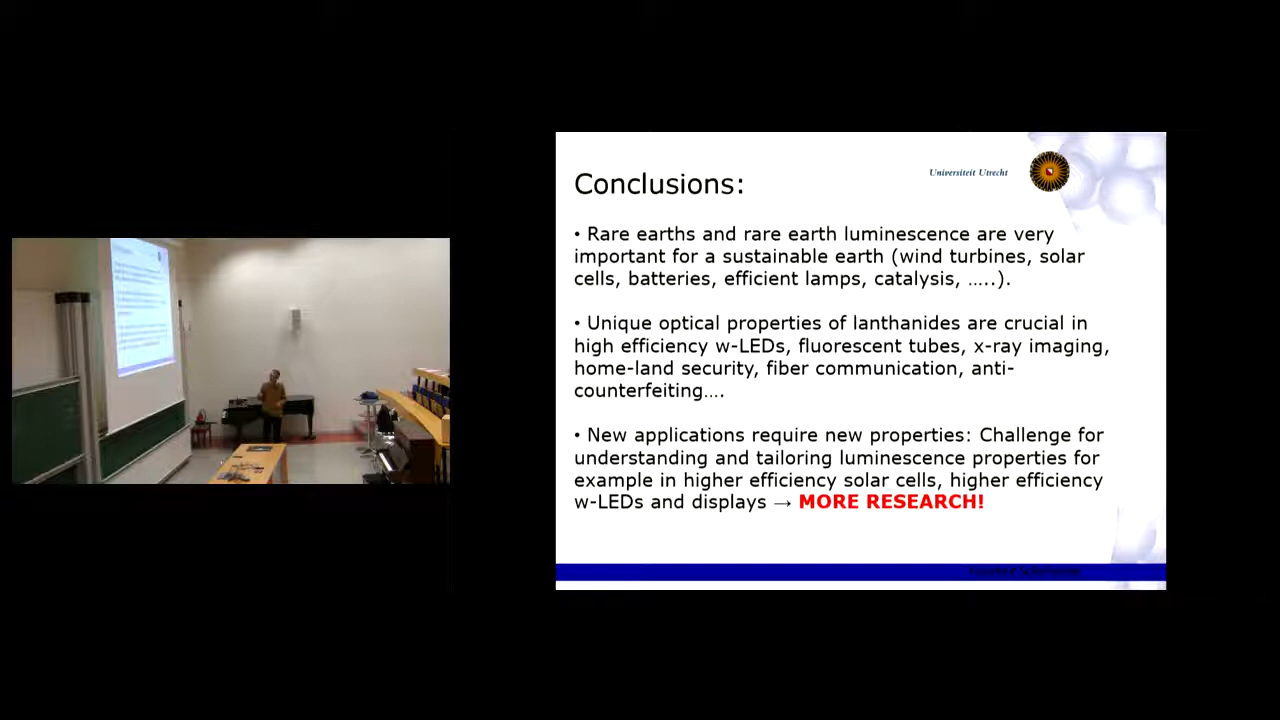 Universiteit Utrecht
Conclusions:
• Rare earths and rare earth luminescence are very
important for a sustainable earth (wind turbines, solar
cells, batteries, efficient lamps, catalysis, …..).
• Unique optical properties of lanthanides are crucial in
high efficiency w-LEDs, fluorescent tubes, x-ray imaging,
home-land security, fiber communication, anti-
counterfeiting….
• New applications require new properties: Challenge for
understanding and tailoring luminescence properties for
example in higher efficiency solar cells, higher efficiency
w-LEDs and displays → MORE RESEARCH!